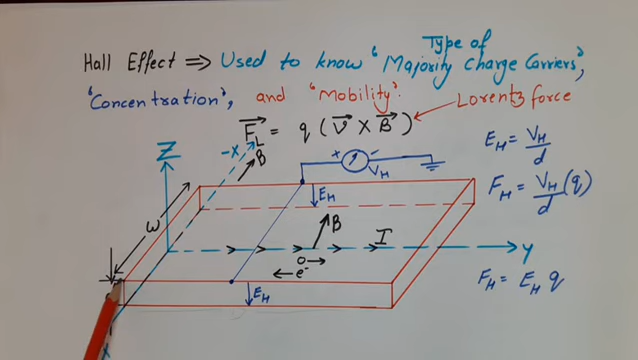 Type of
Hall Effect ⇒ Used to know "Majority Charge Carriers",
"Concentration", and "Mobility".
Lorentz force
F⃗_L = q (V⃗ × B⃗)
E_H = V_H/d
F_H = V_H/d (q)
F_H = E_H q
Z
-X
B
+ -
V_H
E_H
W
B
I
Y
o →
← e⁻
E_H
X